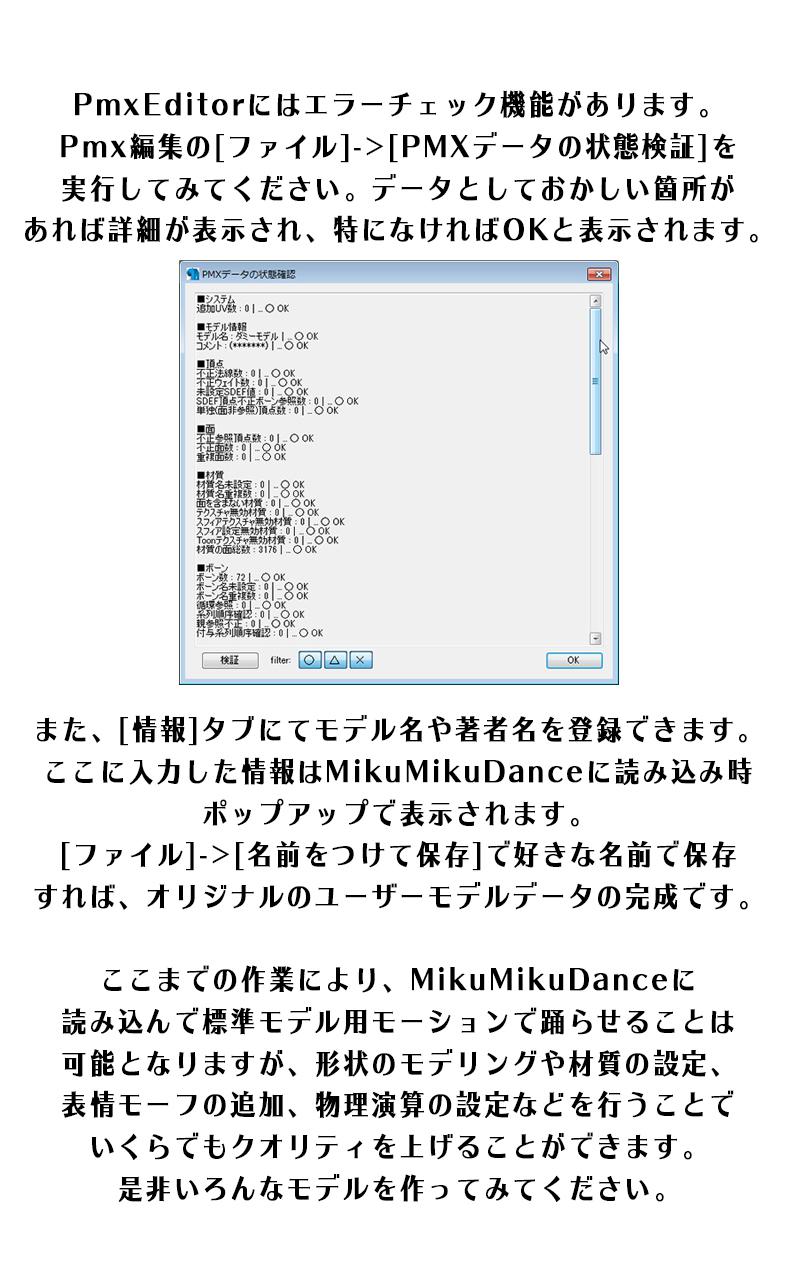 PmxEditorにはエラーチェック機能があります。
Pmx編集の[ファイル]->[PMXデータの状態検証]を
実行してみてください。データとしておかしい箇所が
あれば詳細が表示され、特になければOKと表示されます。
PMXデータの状態確認
■システム
追加UV数 : 0 | ... ○ OK
■モデル情報
モデル名 : ダミーモデル | ... ○ OK
コメント : (*******) | ... ○ OK
■頂点
不正法線数 : 0 | ... ○ OK
不正ウェイト数 : 0 | ... ○ OK
未設定SDEF値 : 0 | ... ○ OK
SDEF頂点不正ボーン参照数 : 0 | ... ○ OK
単独(面非参照)頂点数 : 0 | ... ○ OK
■面
不正参照頂点数 : 0 | ... ○ OK
不正面数 : 0 | ... ○ OK
重複面数 : 0 | ... ○ OK
■材質
材質名未設定 : 0 | ... ○ OK
材質名重複数 : 0 | ... ○ OK
面を含まない材質 : 0 | ... ○ OK
テクスチャ無効材質 : 0 | ... ○ OK
スフィアテクスチャ無効材質 : 0 | ... ○ OK
スフィア設定無効材質 : 0 | ... ○ OK
Toonテクスチャ無効材質 : 0 | ... ○ OK
材質の面総数 : 3176 | ... ○ OK
■ボーン
ボーン数 : 72 | ... ○ OK
ボーン名未設定 : 0 | ... ○ OK
ボーン名重複数 : 0 | ... ○ OK
循環参照 : 0 | ... ○ OK
系列順序確認 : 0 | ... ○ OK
親参照不正 : 0 | ... ○ OK
付与系列順序確認 : 0 | ... ○ OK
検証 filter: ○ △ × OK
また、[情報]タブにてモデル名や著者名を登録できます。
ここに入力した情報はMikuMikuDanceに読み込み時
ポップアップで表示されます。
[ファイル]->[名前をつけて保存]で好きな名前で保存
すれば、オリジナルのユーザーモデルデータの完成です。
ここまでの作業により、MikuMikuDanceに
読み込んで標準モデル用モーションで踊らせることは
可能となりますが、形状のモデリングや材質の設定、
表情モーフの追加、物理演算の設定などを行うことで
いくらでもクオリティを上げることができます。
是非いろんなモデルを作ってみてください。